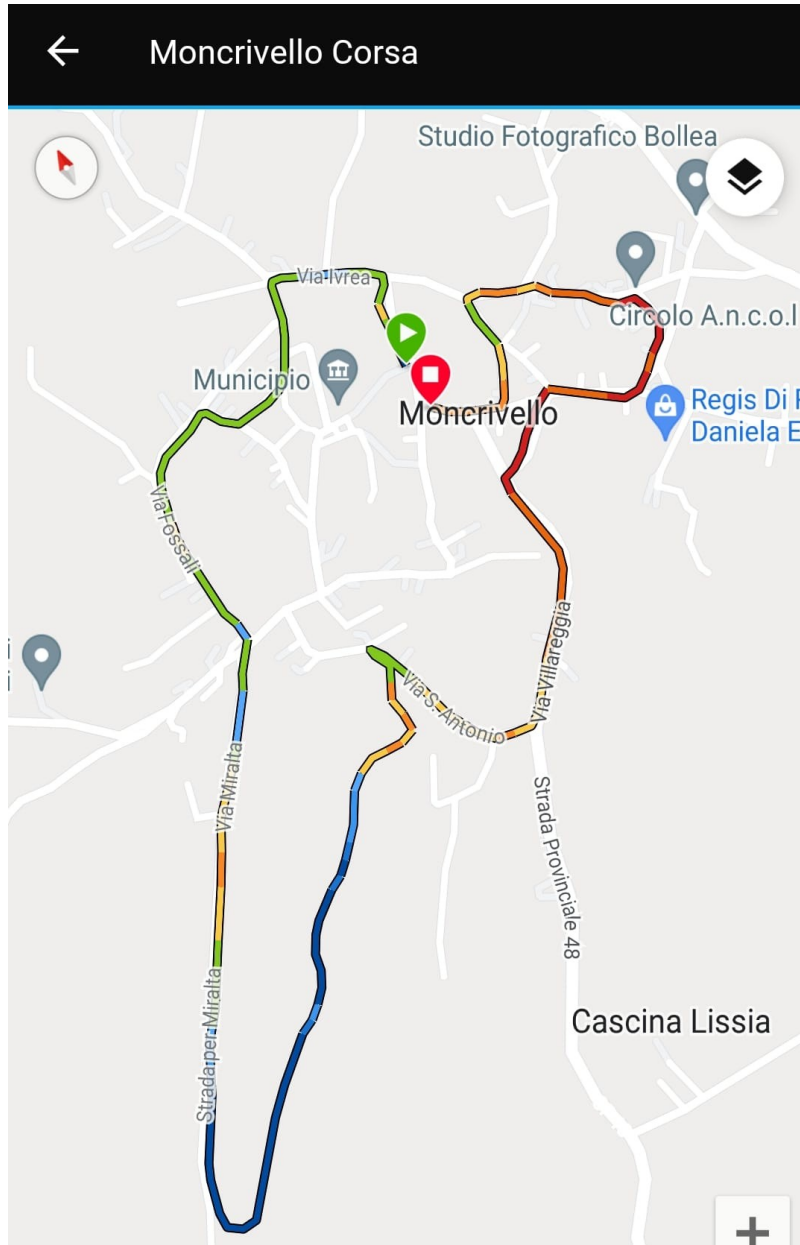 Moncrivello Corsa
Studio Fotografico Bollea
Via Ivrea
Circolo A.n.c.o.l
Municipio
Moncrivello
Regis Di
Daniela E
Via Fossali
Via S. Antonio
Via Villareggia
Via Miralta
Strada Provinciale 48
Strada per Miralta
Cascina Lissia